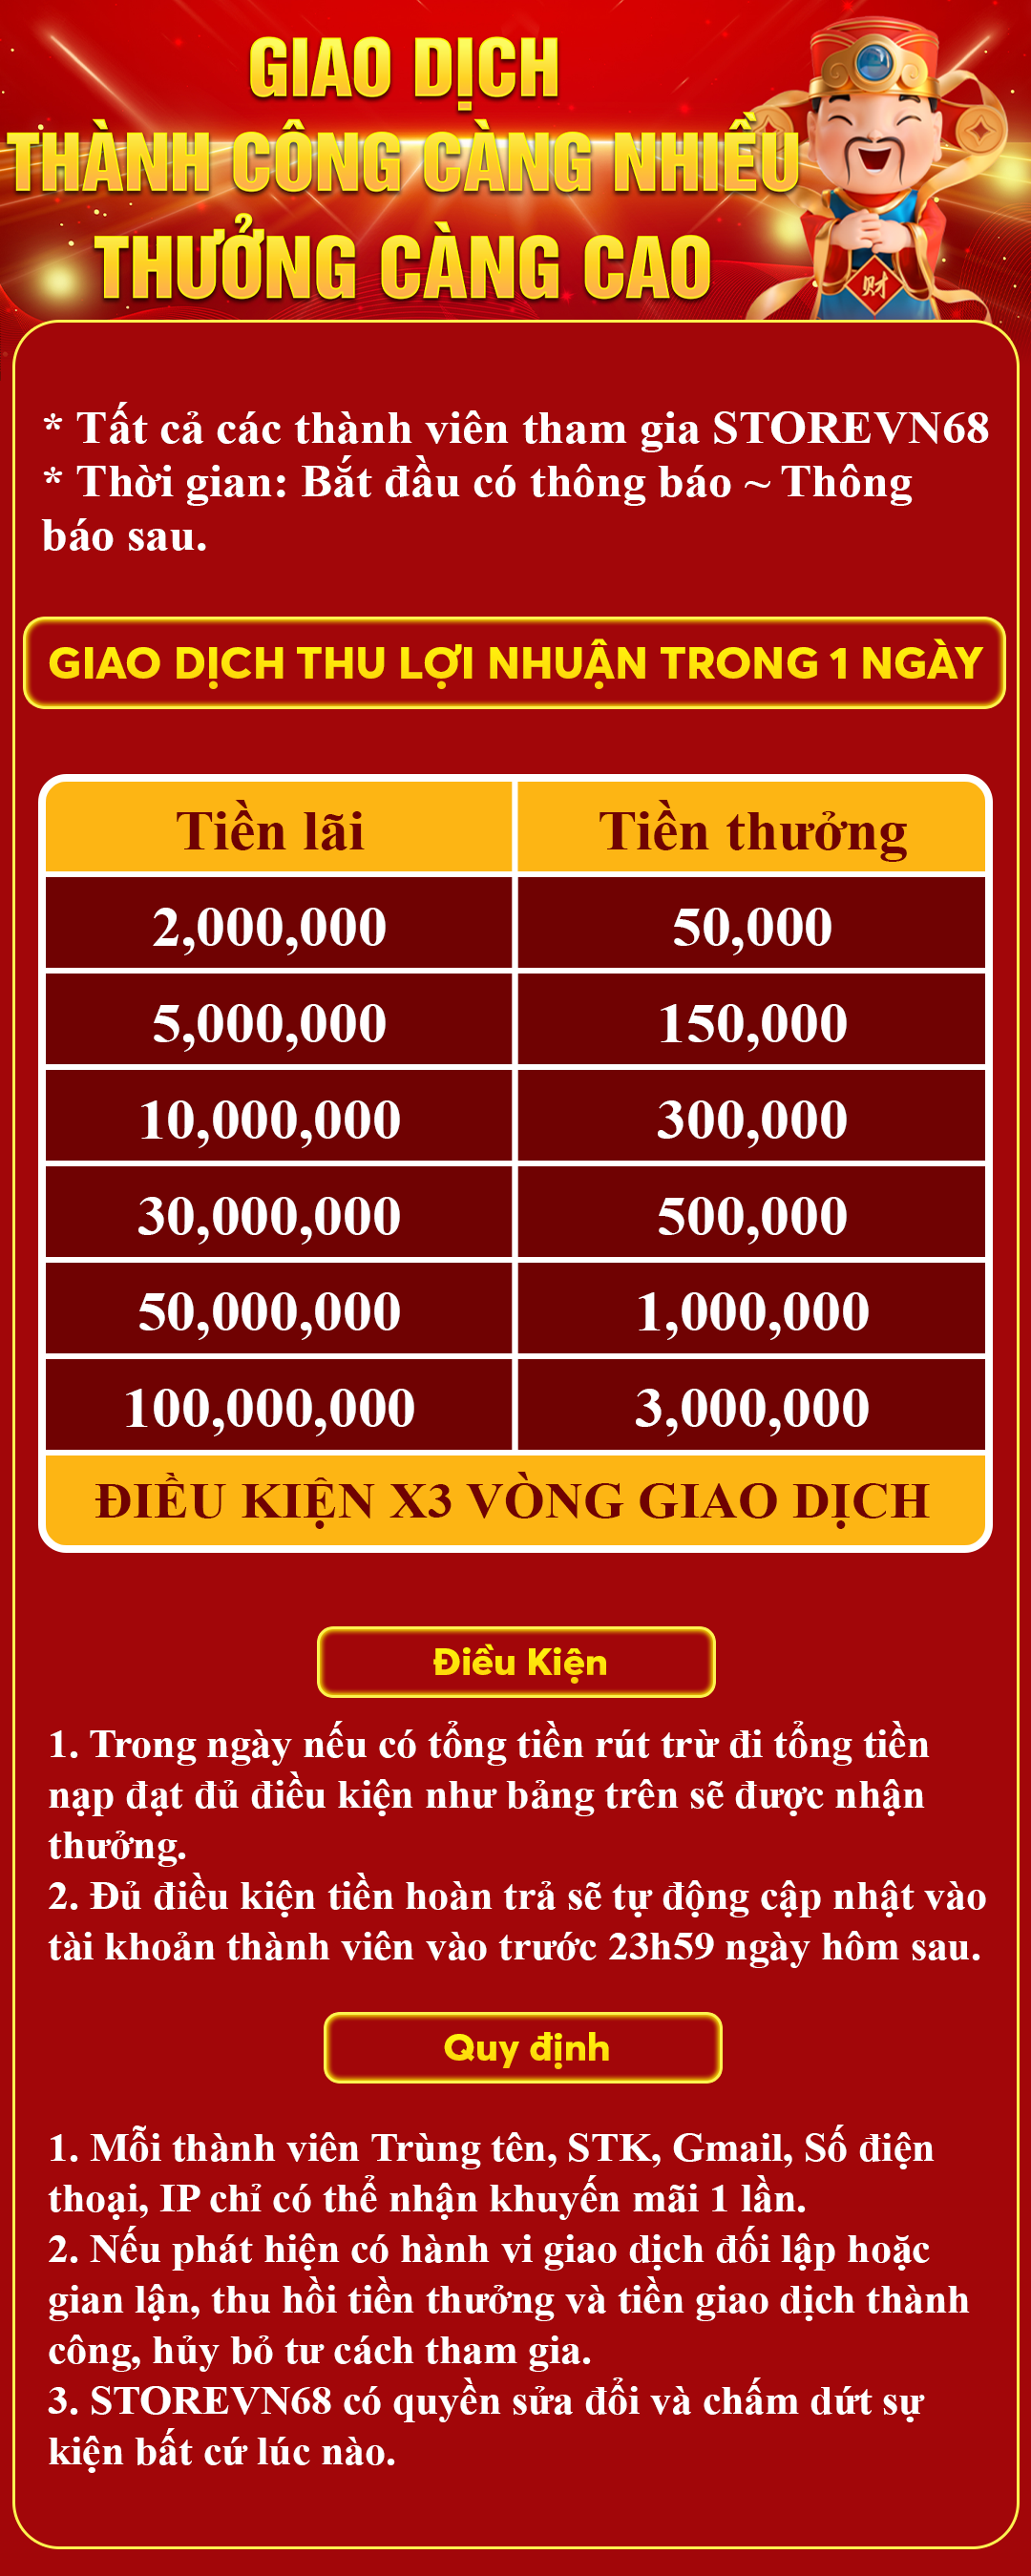 GIAO DỊCH
THÀNH CÔNG CÀNG NHIỀU
THƯỞNG CÀNG CAO
财
* Tất cả các thành viên tham gia STOREVN68
* Thời gian: Bắt đầu có thông báo ~ Thông
báo sau.
GIAO DỊCH THU LỢI NHUẬN TRONG 1 NGÀY
Tiền lãi Tiền thưởng
2,000,000 50,000
5,000,000 150,000
10,000,000 300,000
30,000,000 500,000
50,000,000 1,000,000
100,000,000 3,000,000
ĐIỀU KIỆN X3 VÒNG GIAO DỊCH
Điều Kiện
1. Trong ngày nếu có tổng tiền rút trừ đi tổng tiền
nạp đạt đủ điều kiện như bảng trên sẽ được nhận
thưởng.
2. Đủ điều kiện tiền hoàn trả sẽ tự động cập nhật vào
tài khoản thành viên vào trước 23h59 ngày hôm sau.
Quy định
1. Mỗi thành viên Trùng tên, STK, Gmail, Số điện
thoại, IP chỉ có thể nhận khuyến mãi 1 lần.
2. Nếu phát hiện có hành vi giao dịch đối lập hoặc
gian lận, thu hồi tiền thưởng và tiền giao dịch thành
công, hủy bỏ tư cách tham gia.
3. STOREVN68 có quyền sửa đổi và chấm dứt sự
kiện bất cứ lúc nào.